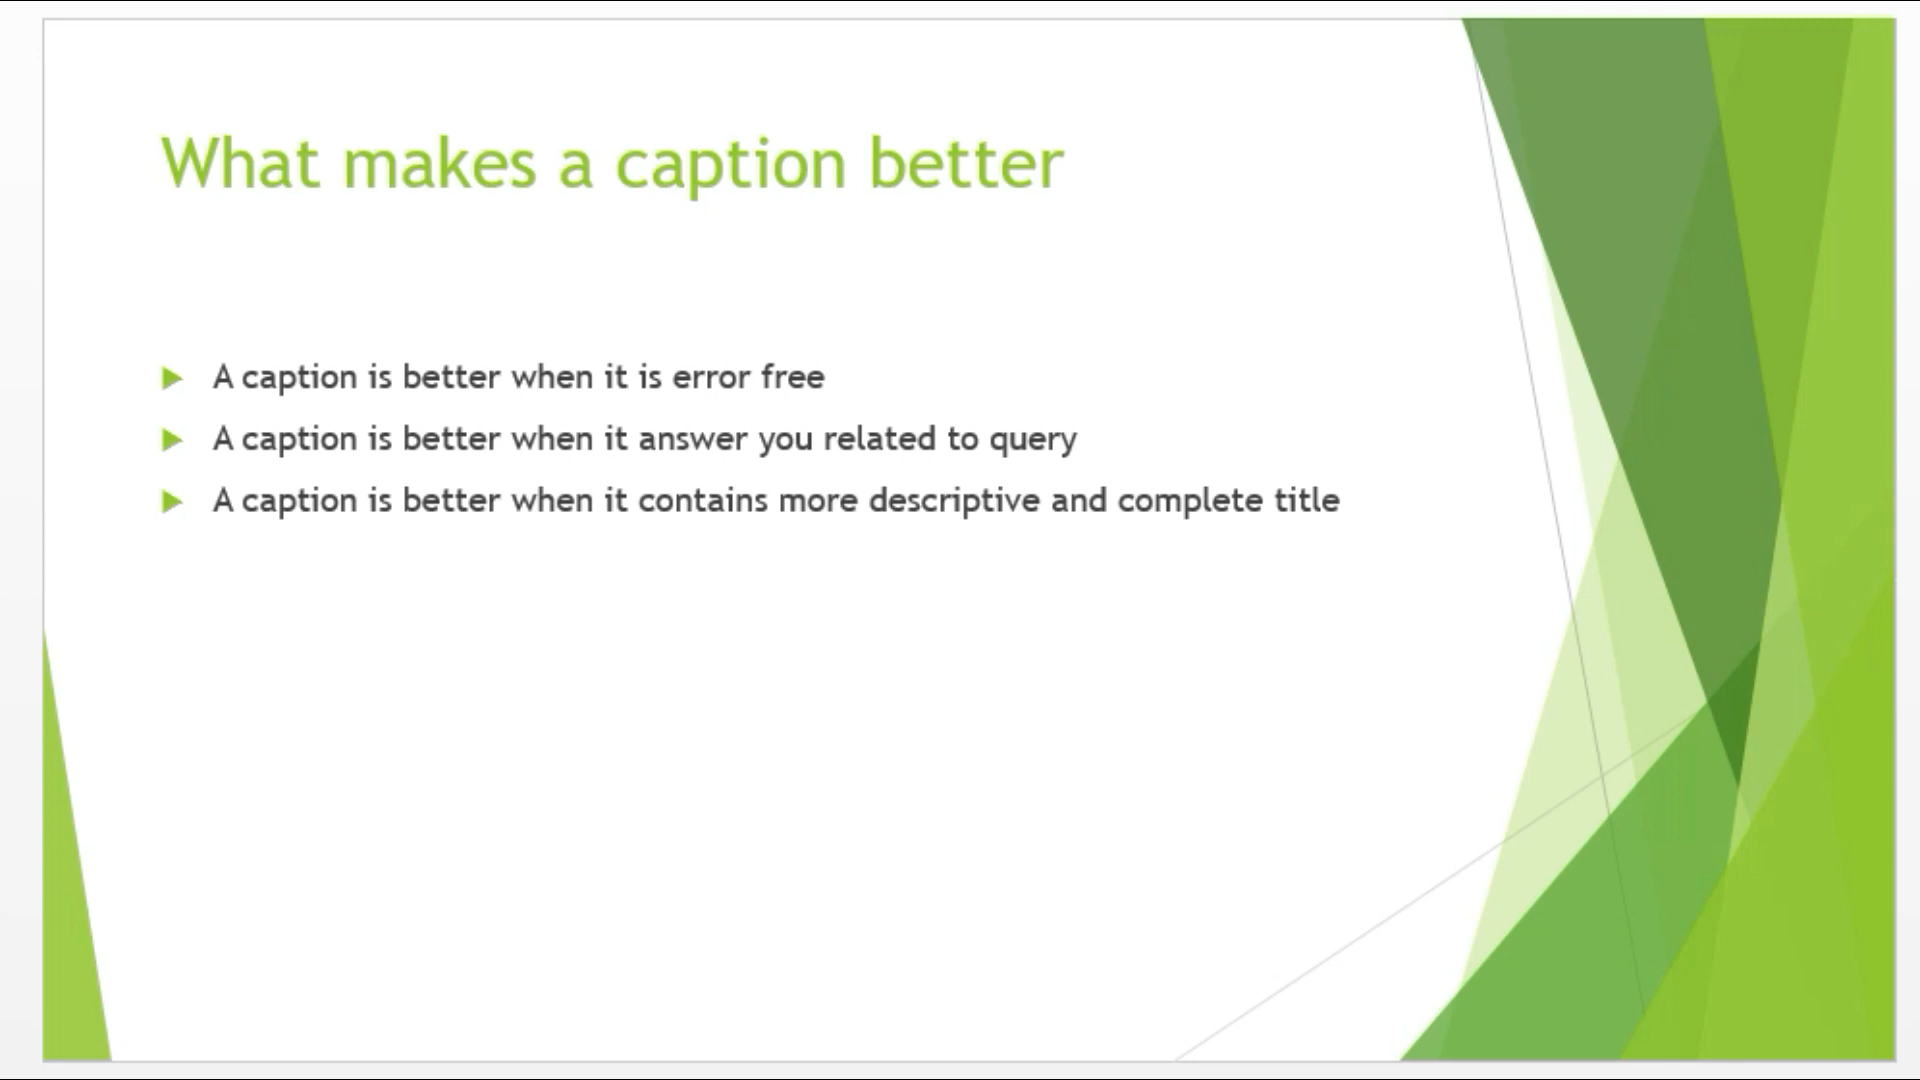 What makes a caption better
A caption is better when it is error free
A caption is better when it answer you related to query
A caption is better when it contains more descriptive and complete title